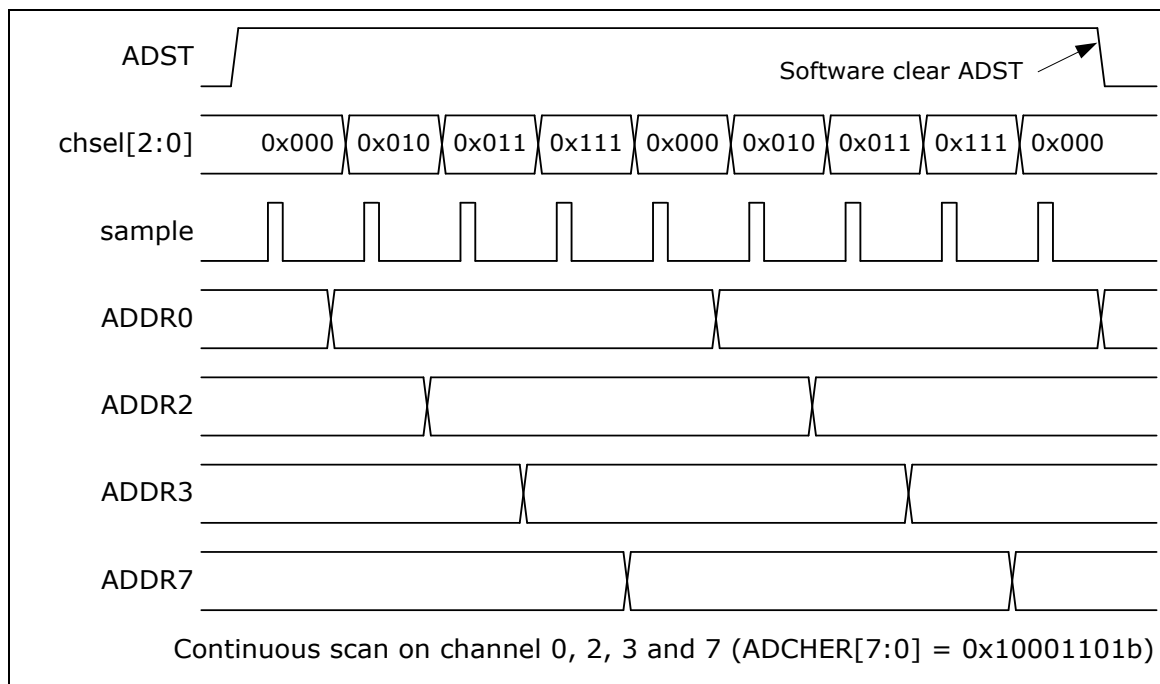 ADST
Software clear ADST
chsel[2:0]
0x000 0x010 0x011 0x111 0x000 0x010 0x011 0x111 0x000
sample
ADDR0
ADDR2
ADDR3
ADDR7
Continuous scan on channel 0, 2, 3 and 7 (ADCHER[7:0] = 0x10001101b)